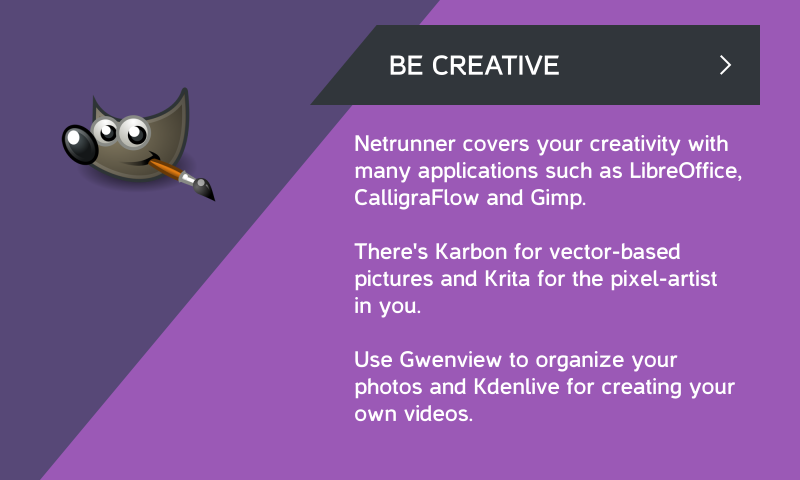 BE CREATIVE
Netrunner covers your creativity with
many applications such as LibreOffice,
CalligraFlow and Gimp.
There's Karbon for vector-based
pictures and Krita for the pixel-artist
in you.
Use Gwenview to organize your
photos and Kdenlive for creating your
own videos.